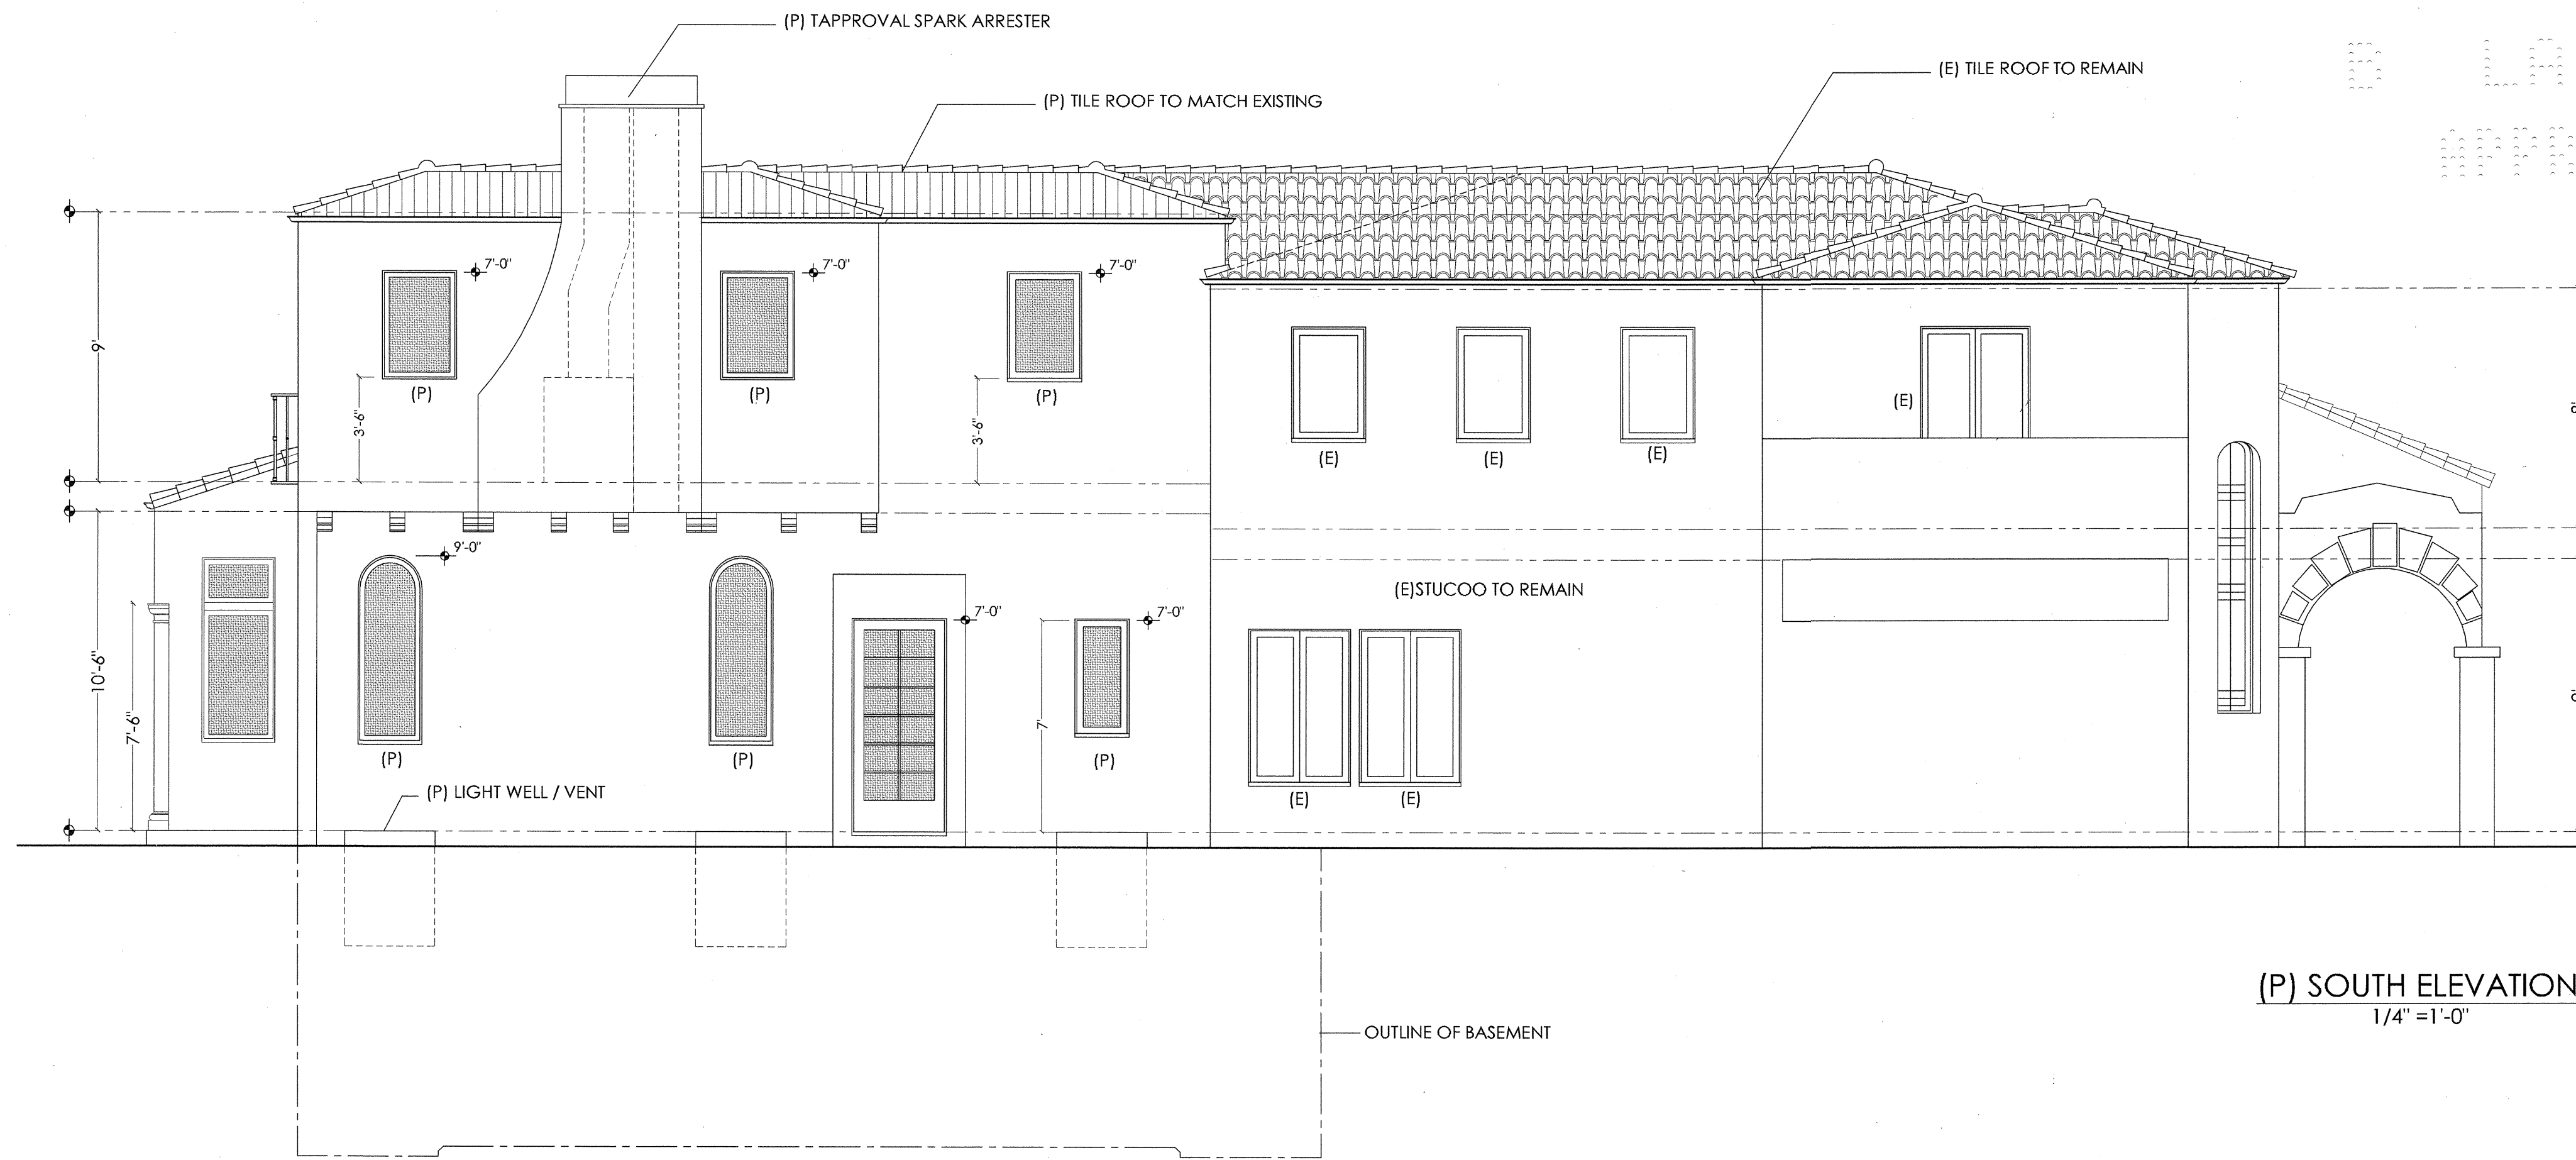 (P) TAPPROVAL SPARK ARRESTER
B LA
(E) TILE ROOF TO REMAIN
(P) TILE ROOF TO MATCH EXISTING
7'-0"
7'-0"
7'-0"
9'
(P)
(P)
(P)
(E)
3'-6"
3'-6"
(E)
(E)
(E)
9'-0"
(E)STUCOO TO REMAIN
7'-0"
7'-0"
10'-6"
7'-6"
7'
(P)
(P)
(P)
(P) LIGHT WELL / VENT
(E)
(E)
(P) SOUTH ELEVATION
1/4" =1'-0"
OUTLINE OF BASEMENT